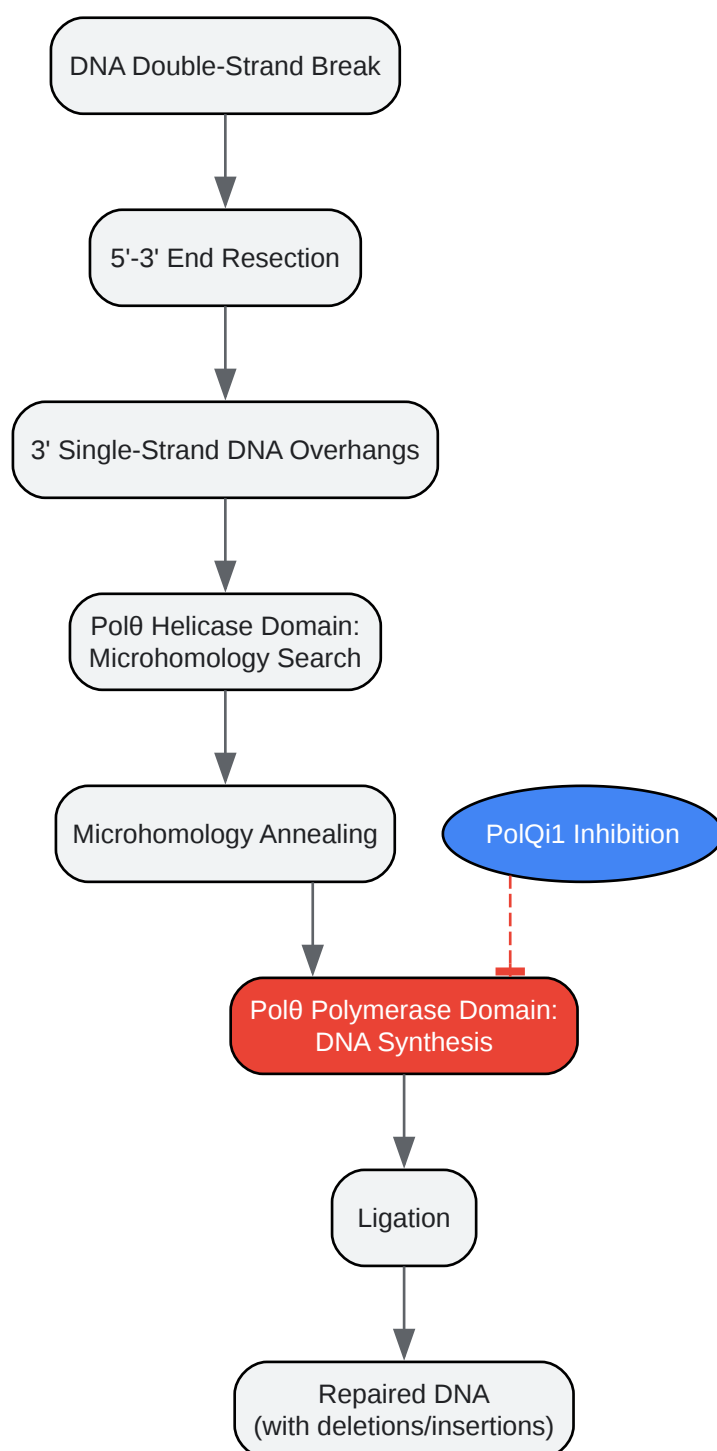 DNA Double-Strand Break
5'-3' End Resection
3' Single-Strand DNA Overhangs
Polθ Helicase Domain:
Microhomology Search
Microhomology Annealing
PolQi1 Inhibition
Polθ Polymerase Domain:
DNA Synthesis
Ligation
Repaired DNA
(with deletions/insertions)